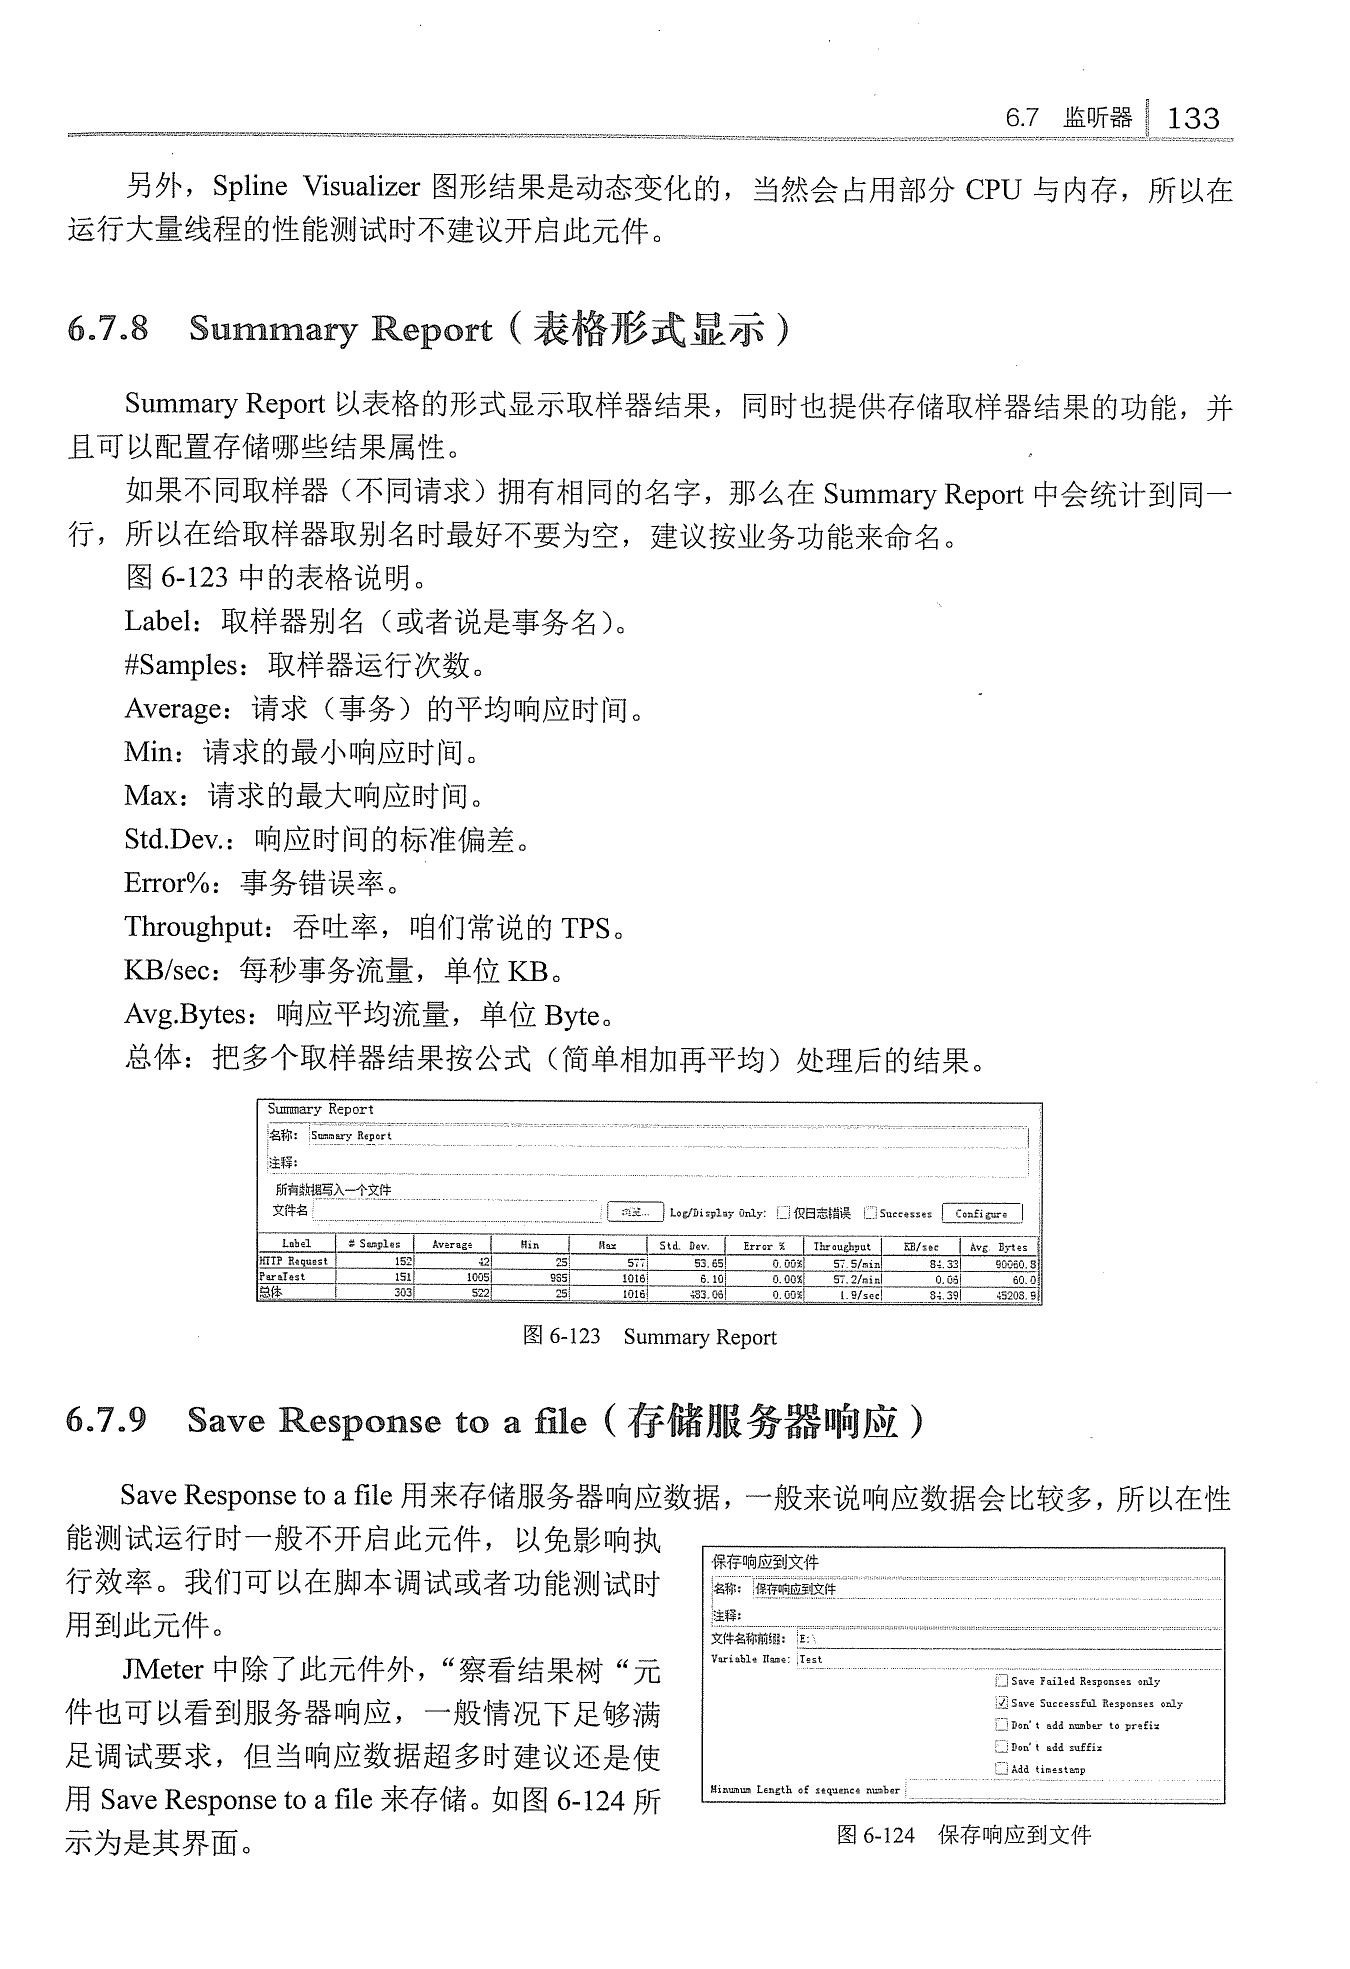 6.7 监听器 133
另外，Spline Visualizer 图形结果是动态变化的，当然会占用部分 CPU 与内存，所以在
运行大量线程的性能测试时不建议开启此元件。
6.7.8 Summary Report（表格形式显示）
Summary Report 以表格的形式显示取样器结果，同时也提供存储取样器结果的功能，并
且可以配置存储哪些结果属性。
如果不同取样器（不同请求）拥有相同的名字，那么在 Summary Report 中会统计到同一
行，所以在给取样器取别名时最好不要为空，建议按业务功能来命名。
图 6-123 中的表格说明。
Label：取样器别名（或者说是事务名）。
#Samples：取样器运行次数。
Average：请求（事务）的平均响应时间。
Min：请求的最小响应时间。
Max：请求的最大响应时间。
Std.Dev.：响应时间的标准偏差。
Error%：事务错误率。
Throughput：吞吐率，咱们常说的 TPS。
KB/sec：每秒事务流量，单位 KB。
Avg.Bytes：响应平均流量，单位 Byte。
总体：把多个取样器结果按公式（简单相加再平均）处理后的结果。
Summary Report
名称：Summary Report
注释：
所有数据写入一个文件
文件名 浏览... Log/Display Only: 仅日志错误 Successes Configure
Label # Samples Average Min Max Std. Dev. Error % Throughput KB/sec Avg. Bytes
HTTP Request 152 42 25 577 53.65 0.00% 57.5/min 84.33 90060.8
ParaTest 151 1005 985 1016 6.10 0.00% 57.2/min 0.06 60.0
总体 303 522 25 1016 483.06 0.00% 1.9/sec 84.39 45208.9
图 6-123 Summary Report
6.7.9 Save Response to a file（存储服务器响应）
Save Response to a file 用来存储服务器响应数据，一般来说响应数据会比较多，所以在性
能测试运行时一般不开启此元件，以免影响执
行效率。我们可以在脚本调试或者功能测试时
用到此元件。
JMeter 中除了此元件外，“察看结果树“元
件也可以看到服务器响应，一般情况下足够满
足调试要求，但当响应数据超多时建议还是使
用 Save Response to a file 来存储。如图 6-124 所
示为是其界面。
保存响应到文件
名称：保存响应到文件
注释：
文件名称前缀：E:\
Variable Name: Test
Save Failed Responses only
Save Successful Responses only
Don't add number to prefix
Don't add suffix
Add timestamp
Minumum Length of sequence number
图 6-124 保存响应到文件